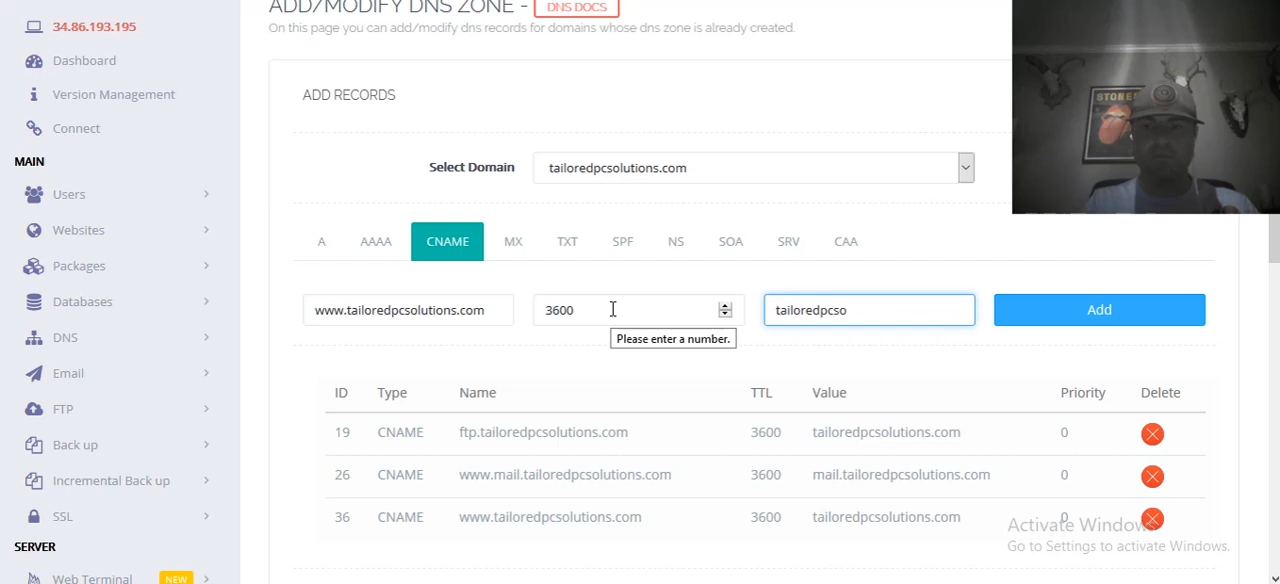 ADD/MODIFY DNS ZONE - DNS DOCS
On this page you can add/modify dns records for domains whose dns zone is already created.
34.86.193.195
Dashboard
Version Management
Connect
MAIN
Users
Websites
Packages
Databases
DNS
Email
FTP
Back up
Incremental Back up
SSL
SERVER
Web Terminal NEW
ADD RECORDS
Select Domain tailoredpcsolutions.com
A AAAA CNAME MX TXT SPF NS SOA SRV CAA
www.tailoredpcsolutions.com 3600 tailoredpcso Add
Please enter a number.
ID Type Name TTL Value Priority Delete
19 CNAME ftp.tailoredpcsolutions.com 3600 tailoredpcsolutions.com 0
26 CNAME www.mail.tailoredpcsolutions.com 3600 mail.tailoredpcsolutions.com 0
36 CNAME www.tailoredpcsolutions.com 3600 tailoredpcsolutions.com 0
Activate Windows
Go to Settings to activate Windows.